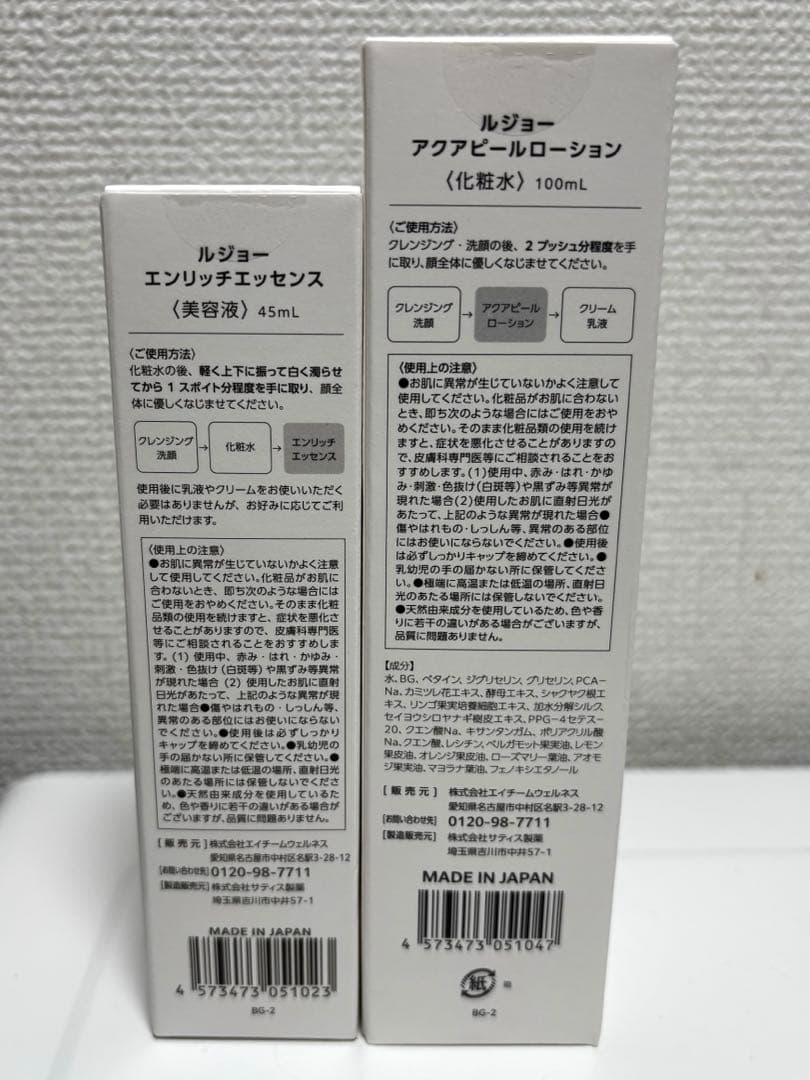 ルジョー
エンリッチエッセンス
〈美容液〉 45mL
〈ご使用方法〉
化粧水の後、軽く上下に振って白く濁らせ
てから 1 スポイト分程度を手に取り、顔全
体に優しくなじませてください。
クレンジング
洗顔
→
化粧水
→
エンリッチ
エッセンス
使用後に乳液やクリームをお使いいただく
必要はありませんが、お好みに応じてご利
用いただけます。
〈使用上の注意〉
●お肌に異常が生じていないかよく注意
して使用してください。化粧品がお肌に
合わないとき、即ち次のような場合には
ご使用をおやめください。そのまま化粧
品類の使用を続けますと、症状を悪化さ
せることがありますので、皮膚科専門医
等にご相談されることをおすすめしま
す。(1) 使用中、赤み・はれ・かゆみ・
刺激・色抜け(白斑等)や黒ずみ等異常
が現れた場合 (2) 使用したお肌に直射
日光があたって、上記のような異常が現
れた場合●傷やはれもの・しっしん等、
異常のある部位にはお使いにならない
でください。●使用後は必ずしっかり
キャップを締めてください。●乳幼児の
手の届かない所に保管してください。●
極端に高温または低温の場所、直射日光
のあたる場所には保管しないでくださ
い。●天然由来成分を使用しているた
め、色や香りに若干の違いがある場合が
ございますが、品質に問題ありません。
[ 販 売 元 ] 株式会社エイチームウェルネス
愛知県名古屋市中村区名駅3-28-12
[お問い合わせ先] 0120-98-7711
[製造販売元] 株式会社サティス製薬
埼玉県吉川市中井57-1
MADE IN JAPAN
4 573473 051023
BG-2
ルジョー
アクアピールローション
〈化粧水〉 100mL
〈ご使用方法〉
クレンジング・洗顔の後、2 プッシュ分程度を手
に取り、顔全体に優しくなじませてください。
クレンジング
洗顔
→
アクアピール
ローション
→
クリーム
乳液
〈使用上の注意〉
●お肌に異常が生じていないかよく注意して
使用してください。化粧品がお肌に合わない
とき、即ち次のような場合にはご使用をおや
めください。そのまま化粧品類の使用を続け
ますと、症状を悪化させることがありますの
で、皮膚科専門医等にご相談されることをお
すすめします。(1)使用中、赤み・はれ・かゆ
み・刺激・色抜け(白斑等)や黒ずみ等異常が
現れた場合(2)使用したお肌に直射日光が
あたって、上記のような異常が現れた場合●
傷やはれもの・しっしん等、異常のある部位
にはお使いにならないでください。●使用後
は必ずしっかりキャップを締めてください。●
乳幼児の手の届かない所に保管してくださ
い。●極端に高温または低温の場所、直射日
光のあたる場所には保管しないでください。
●天然由来成分を使用しているため、色や香
りに若干の違いがある場合がございますが、
品質に問題ありません。
【成分】
水、BG、ベタイン、ジグリセリン、グリセリン、PCA-
Na、カミツレ花エキス、酵母エキス、シャクヤク根エ
キス、リンゴ果実培養細胞エキス、加水分解シルク、
セイヨウシロヤナギ樹皮エキス、PPG-4セテス-
20、クエン酸Na、キサンタンガム、ポリアクリル酸
Na、クエン酸、レシチン、ベルガモット果実油、レモン
果皮油、オレンジ果皮油、ローズマリー葉油、アオモ
ジ果実油、マヨラナ葉油、フェノキシエタノール
[ 販 売 元 ] 株式会社エイチームウェルネス
愛知県名古屋市中村区名駅3-28-12
[お問い合わせ先] 0120-98-7711
[製造販売元] 株式会社サティス製薬
埼玉県吉川市中井57-1
MADE IN JAPAN
4 573473 051047
紙 箱
BG-2